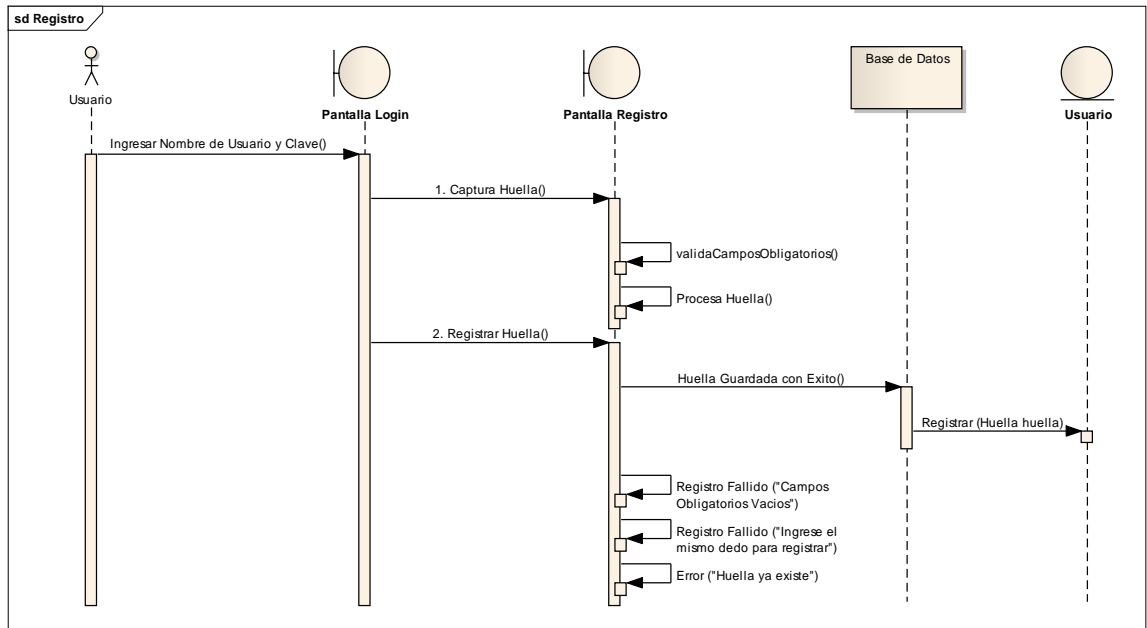 sd Registro
Usuario
Pantalla Login
Pantalla Registro
Base de Datos
Usuario
Ingresar Nombre de Usuario y Clave()
1. Captura Huella()
validaCamposObligatorios()
Procesa Huella()
2. Registrar Huella()
Huella Guardada con Exito()
Registrar (Huella huella)
Registro Fallido ("Campos
Obligatorios Vacios")
Registro Fallido ("Ingrese el
mismo dedo para registrar")
Error ("Huella ya existe")